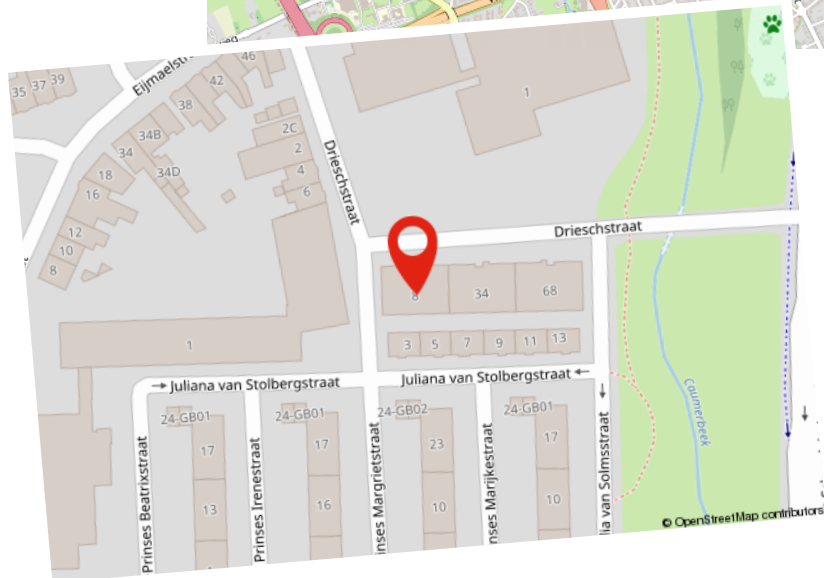 46
Eijmaelstr
35 37 39
42
38
1
34B
2C
34
2
34D
4
18
6
16
Drieschstraat
Drieschstraat
12
10
8
8
34
68
1
3
5
7
9
11
13
Juliana van Stolbergstraat
Juliana van Stolbergstraat
24-GB01
24-GB01
24-GB02
24-GB01
17
17
23
17
13
16
10
10
Prinses Beatrixstraat
Prinses Irenestraat
inses Margrietstraat
nses Marijkestraat
lia van Solmsstraat
Caumerbeek
© OpenStreetMap contributors